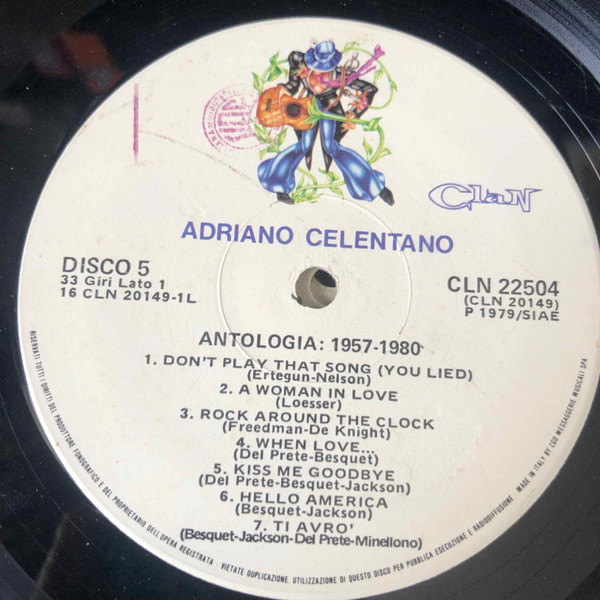 Clan
ADRIANO CELENTANO
DISCO 5
33 Giri Lato 1
16 CLN 20149-1L
CLN 22504
(CLN 20149)
P 1979/SIAE
ANTOLOGIA: 1957-1980
1. DON'T PLAY THAT SONG (YOU LIED)
(Ertegun-Nelson)
2. A WOMAN IN LOVE
(Loesser)
3. ROCK AROUND THE CLOCK
(Freedman-De Knight)
4. WHEN LOVE...
(Del Prete-Besquet)
5. KISS ME GOODBYE
(Del Prete-Besquet-Jackson)
6. HELLO AMERICA
(Besquet-Jackson)
7. TI AVRO'
(Besquet-Jackson-Del Prete-Minellono)
RISERVATI TUTTI I DIRITTI DEL PRODUTTORE FONOGRAFICO E DEL PROPRIETARIO DELL'OPERA REGISTRATA VIETATE DUPLICAZIONE. UTILIZZAZIONE DI QUESTO DISCO PER PUBBLICA ESECUZIONE E RADIODIFFUSIONE
MADE IN ITALY BY CGD MESSAGGERIE MUSICALI SPA